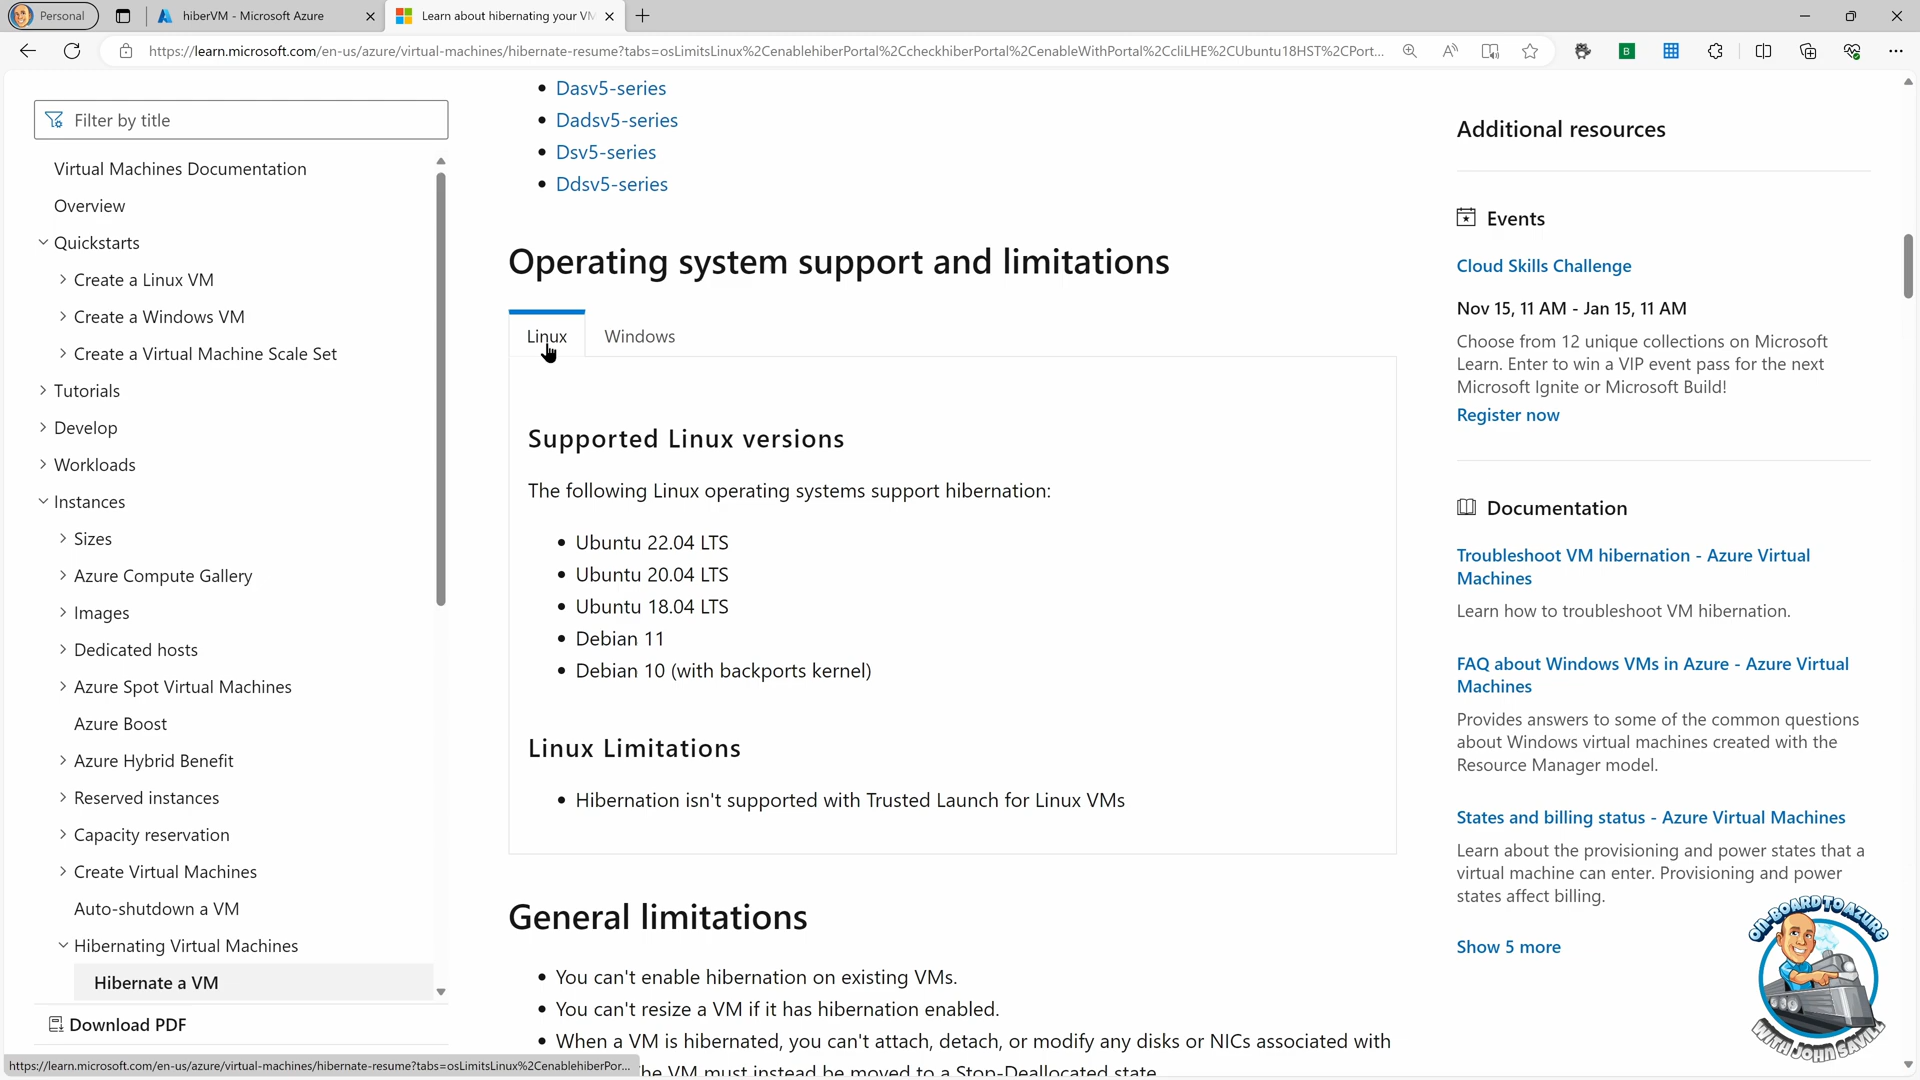 Personal
hiberVM - Microsoft Azure
Learn about hibernating your VM
https://learn.microsoft.com/en-us/azure/virtual-machines/hibernate-resume?tabs=osLimitsLinux%2CenablehiberPortal%2CcheckhiberPortal%2CenableWithPortal%2CcliLHE%2CUbuntu18HST%2CPort...
B
Filter by title
Virtual Machines Documentation
Overview
Quickstarts
Create a Linux VM
Create a Windows VM
Create a Virtual Machine Scale Set
Tutorials
Develop
Workloads
Instances
Sizes
Azure Compute Gallery
Images
Dedicated hosts
Azure Spot Virtual Machines
Azure Boost
Azure Hybrid Benefit
Reserved instances
Capacity reservation
Create Virtual Machines
Auto-shutdown a VM
Hibernating Virtual Machines
Hibernate a VM
Download PDF
https://learn.microsoft.com/en-us/azure/virtual-machines/hibernate-resume?tabs=osLimitsLinux%2CenablehiberPor...
Dasv5-series
Dadsv5-series
Dsv5-series
Ddsv5-series
Operating system support and limitations
Linux
Windows
Supported Linux versions
The following Linux operating systems support hibernation:
Ubuntu 22.04 LTS
Ubuntu 20.04 LTS
Ubuntu 18.04 LTS
Debian 11
Debian 10 (with backports kernel)
Linux Limitations
Hibernation isn't supported with Trusted Launch for Linux VMs
General limitations
You can't enable hibernation on existing VMs.
You can't resize a VM if it has hibernation enabled.
When a VM is hibernated, you can't attach, detach, or modify any disks or NICs associated with
he VM must instead be moved to a Stop-Deallocated state.
Additional resources
Events
Cloud Skills Challenge
Nov 15, 11 AM - Jan 15, 11 AM
Choose from 12 unique collections on Microsoft
Learn. Enter to win a VIP event pass for the next
Microsoft Ignite or Microsoft Build!
Register now
Documentation
Troubleshoot VM hibernation - Azure Virtual
Machines
Learn how to troubleshoot VM hibernation.
FAQ about Windows VMs in Azure - Azure Virtual
Machines
Provides answers to some of the common questions
about Windows virtual machines created with the
Resource Manager model.
States and billing status - Azure Virtual Machines
Learn about the provisioning and power states that a
virtual machine can enter. Provisioning and power
states affect billing.
Show 5 more
ON-BOARD TO AZURE
WITH JOHN SAVILL